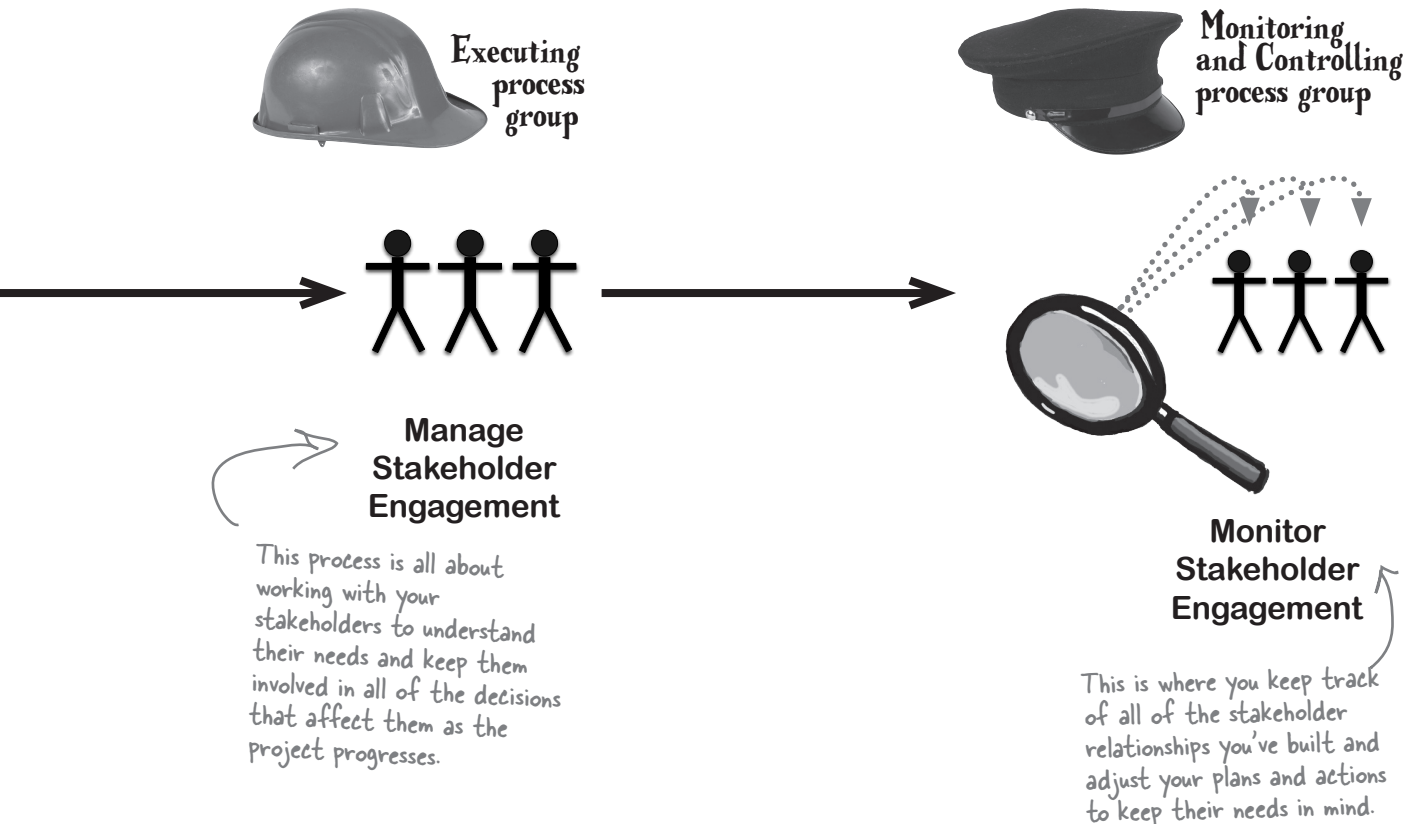 Executing
process
group
Monitoring
and Controlling
process group
Manage
Stakeholder
Engagement
This process is all about
working with your
stakeholders to understand
their needs and keep them
involved in all of the decisions
that affect them as the
project progresses.
Monitor
Stakeholder
Engagement
This is where you keep track
of all of the stakeholder
relationships you've built and
adjust your plans and actions
to keep their needs in mind.